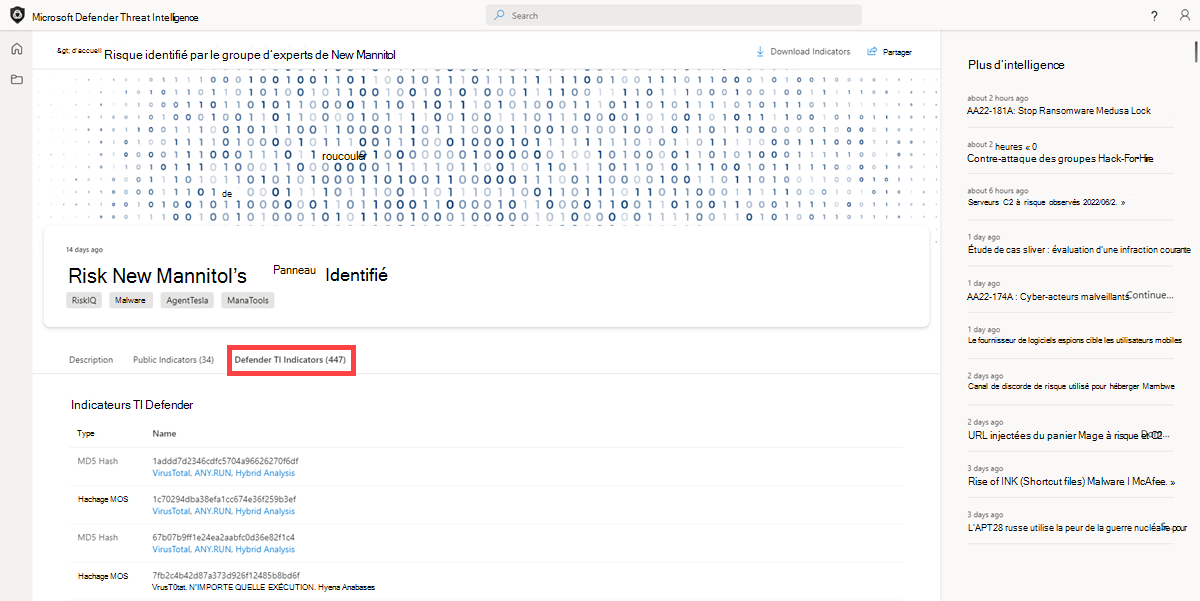 Microsoft Defender Threat Intelligence
Search
?
&gt; d'accueil Risque identifié par le groupe d'experts de New Mannitol
Download Indicators
Partager
roucouler
de
14 days ago
Risk New Mannitol's Panneau Identifié
RiskIQ Malware AgentTesla ManaTools
Description Public Indicators (34) Defender TI Indicators (447)
Indicateurs TI Defender
Type Name
MD5 Hash 1addd7d2346cdfc5704a96626270f6df
VirusTotal, ANY.RUN, Hybrid Analysis
Hachage MOS 1c70294dba38efa1cc674e36f259b3ef
VirusTotal, ANY.RUN, Hybrid Analysis
MD5 Hash 67b07b9ff1e24ea2aabfc0d36e82f1c4
VirusTotal, ANY.RUN, Hybrid Analysis
Hachage MOS 7fb2c4b42d87a373d926f12485b8bd6f
VrusT0tat. N'IMPORTE QUELLE EXÉCUTION. Hyena Anabases
Plus d'intelligence
about 2 hours ago
AA22-181A: Stop Ransomware Medusa Lock
about 2 heures « 0
Contre-attaque des groupes Hack-For-Hire
about 6 hours ago
Serveurs C2 à risque observés 2022/06/2. »
1 day ago
Étude de cas sliver : évaluation d'une infraction courante
1 day ago
AA22-174A : Cyber-acteurs malveillants Continue...
1 day ago
Le fournisseur de logiciels espions cible les utilisateurs mobiles
2 days ago
Canal de discorde de risque utilisé pour héberger Mambwe
2 days ago
URL injectées du panier Mage à risque et C2
3 days ago
Rise of INK (Shortcut files) Malware | McAfee. »
3 days ago
L'APT28 russe utilise la peur de la guerre nucléaire pour